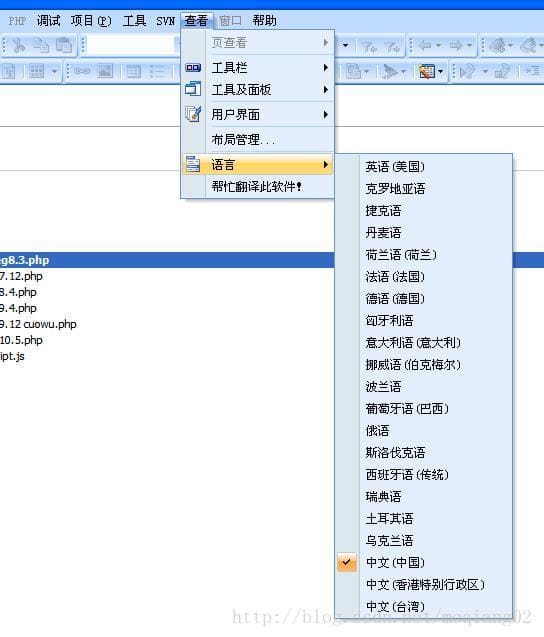 PHP 调试 项目(P) 工具 SVN 查看 窗口 帮助
页查看
工具栏
工具及面板
用户界面
布局管理...
语言
帮忙翻译此软件!
英语(美国)
克罗地亚语
捷克语
丹麦语
荷兰语(荷兰)
法语(法国)
德语(德国)
匈牙利语
意大利语(意大利)
挪威语(伯克梅尔)
波兰语
葡萄牙语(巴西)
俄语
斯洛伐克语
西班牙语(传统)
瑞典语
土耳其语
乌克兰语
中文(中国)
中文(香港特别行政区)
中文(台湾)
g8.3.php
7.12.php
8.4.php
9.4.php
9.12 cuowu.php
10.5.php
ipt.js
http://blog.csdn.net/moqiang02